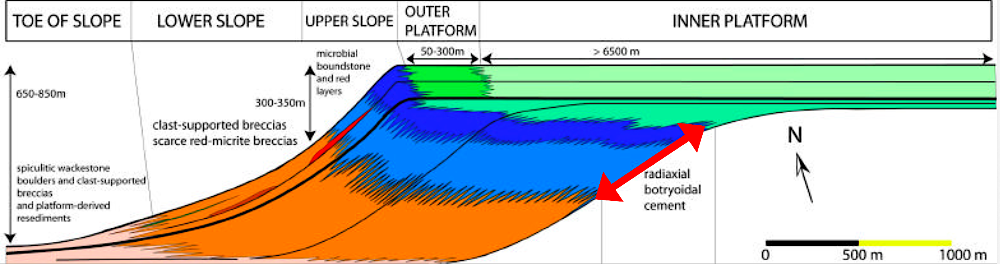 TOE OF SLOPE
LOWER SLOPE
UPPER SLOPE
OUTER
PLATFORM
INNER PLATFORM
50-300m
> 6500 m
microbial
boundstone
and red
layers
650-850m
300-350m
clast-supported breccias
scarce red-micrite breccias
spiculitic wackestone
boulders and clast-supported
breccias
and platform-derived
resediments
radiaxial
botryoidal
cement
N
0
500 m
1000 m